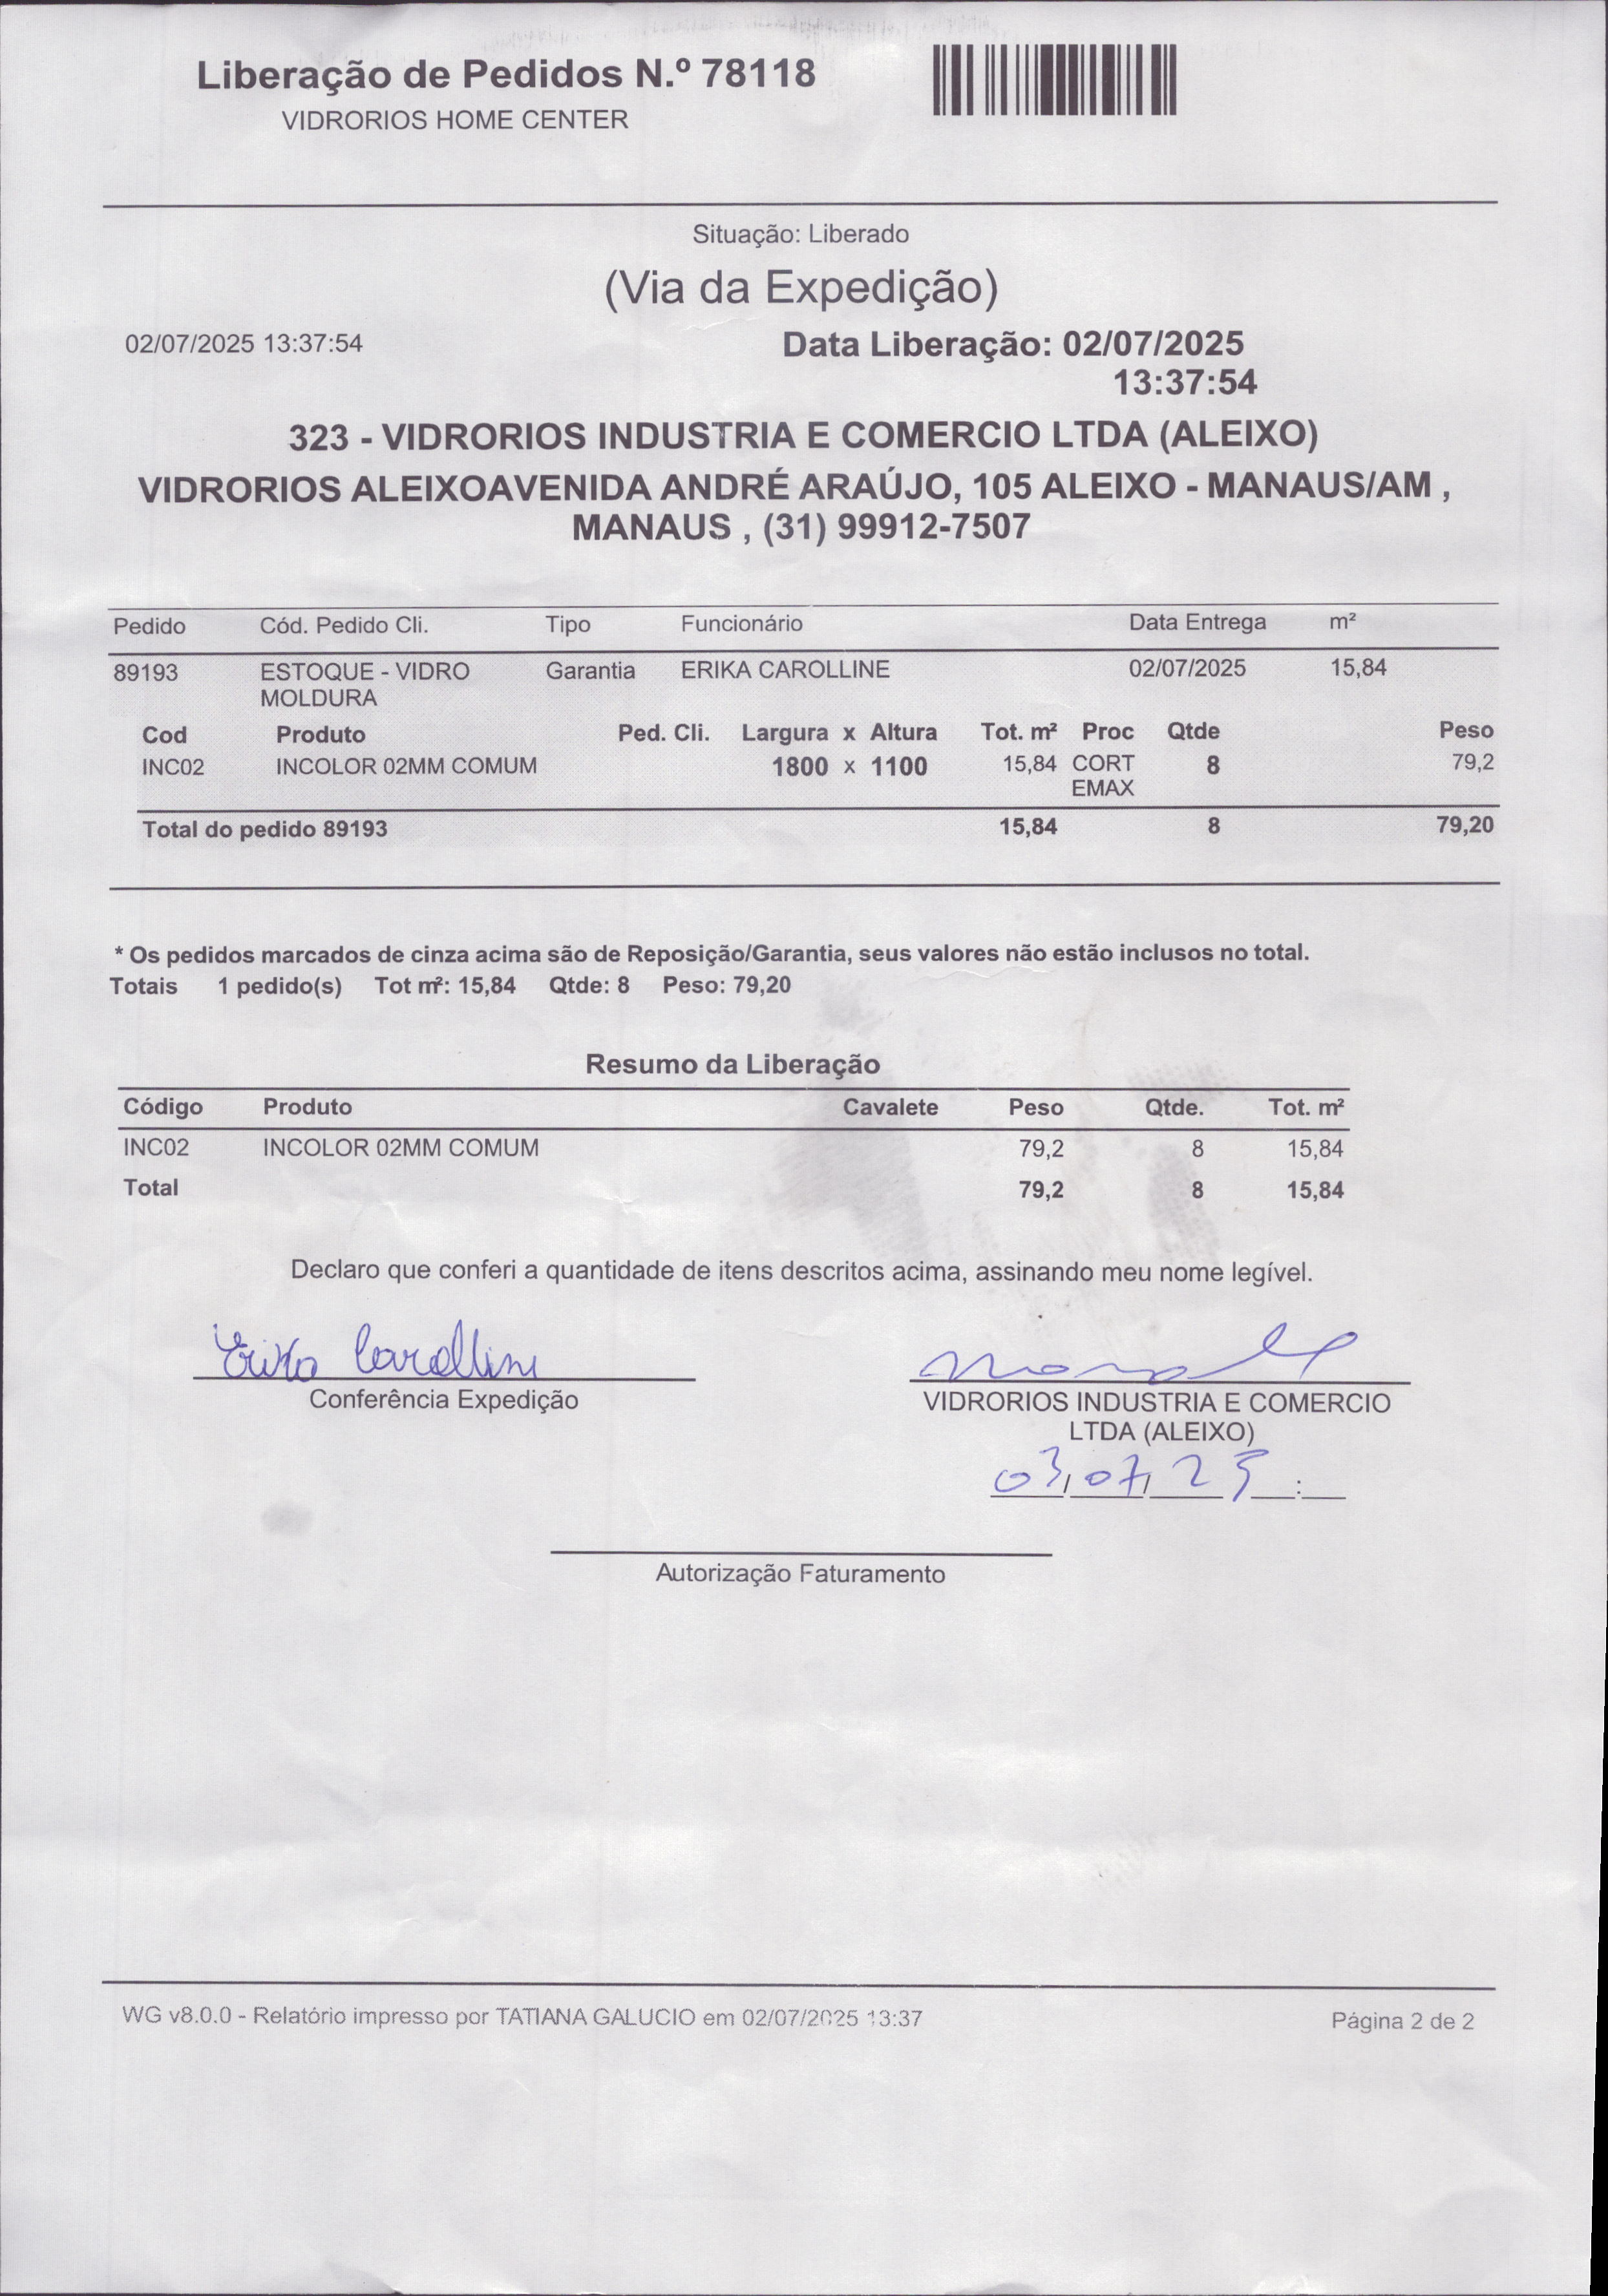 Liberação de Pedidos N.º 78118
VIDRORIOS HOME CENTER
Situação: Liberado
(Via da Expedição)
02/07/2025 13:37:54 Data Liberação: 02/07/2025
13:37:54
323 - VIDRORIOS INDUSTRIA E COMERCIO LTDA (ALEIXO)
VIDRORIOS ALEIXOAVENIDA ANDRÉ ARAÚJO, 105 ALEIXO - MANAUS/AM ,
MANAUS , (31) 99912-7507
Pedido Cód. Pedido Cli. Tipo Funcionário Data Entrega m²
89193 ESTOQUE - VIDRO Garantia ERIKA CAROLLINE 02/07/2025 15,84
MOLDURA
Cod Produto Ped. Cli. Largura x Altura Tot. m² Proc Qtde Peso
INC02 INCOLOR 02MM COMUM 1800 x 1100 15,84 CORT 8 79,2
EMAX
Total do pedido 89193 15,84 8 79,20
* Os pedidos marcados de cinza acima são de Reposição/Garantia, seus valores não estão inclusos no total.
Totais 1 pedido(s) Tot m²: 15,84 Qtde: 8 Peso: 79,20
Resumo da Liberação
Código Produto Cavalete Peso Qtde. Tot. m²
INC02 INCOLOR 02MM COMUM 79,2 8 15,84
Total 79,2 8 15,84
Declaro que conferi a quantidade de itens descritos acima, assinando meu nome legível.
Erika Carolline
Conferência Expedição VIDRORIOS INDUSTRIA E COMERCIO
LTDA (ALEIXO)
03/07/25 :
Autorização Faturamento
WG v8.0.0 - Relatório impresso por TATIANA GALUCIO em 02/07/2025 13:37 Página 2 de 2